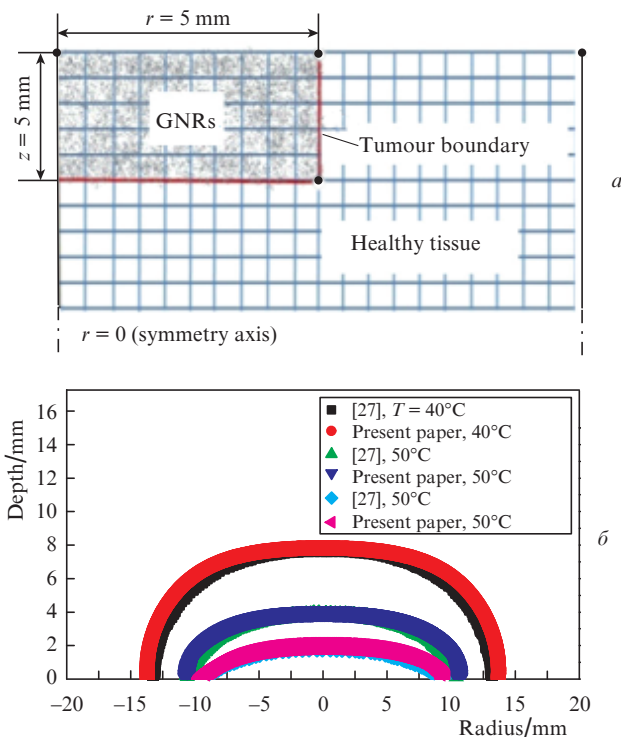 r = 5 mm
z = 5 mm
GNRs
Tumour boundary
a
Healthy tissue
r = 0 (symmetry axis)
Depth/mm
16
14
12
10
8
6
4
2
0
[27], T = 40°C
Present paper, 40°C
[27], 50°C
Present paper, 50°C
[27], 50°C
Present paper, 50°C
б
–20 –15 –10 –5 0 5 10 15 20
Radius/mm